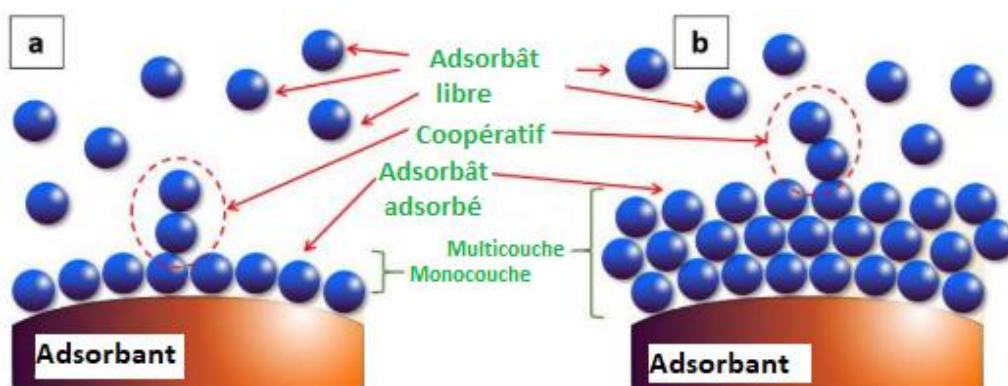 a
b
Adsorbât
libre
Coopératif
Adsorbât
adsorbé
Multicouche
Monocouche
Adsorbant
Adsorbant